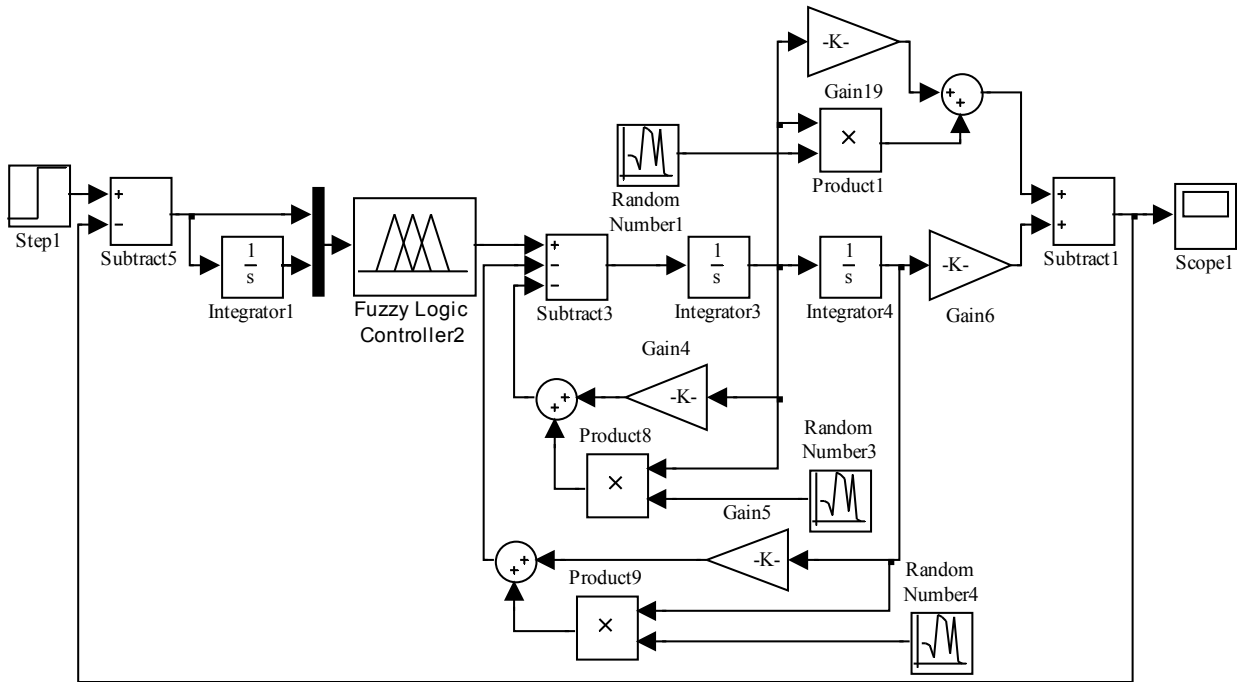 -K-
Gain19
+
+
×
Product1
Random
Number1
Step1
+
−
Subtract5
1
s
Integrator1
Fuzzy Logic
Controller2
+
−
−
Subtract3
1
s
Integrator3
1
s
Integrator4
-K-
Gain6
+
+
Subtract1
Scope1
Gain4
-K-
+
+
Product8
×
Random
Number3
Gain5
-K-
+
+
Product9
×
Random
Number4